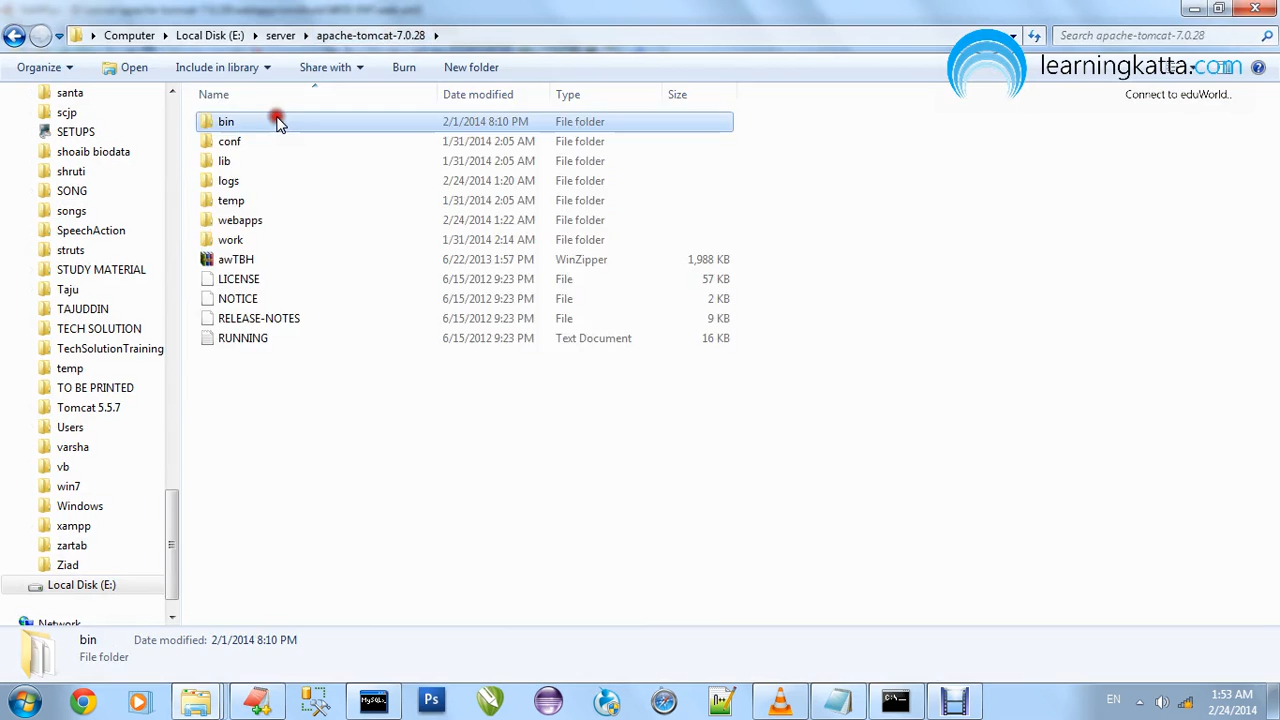 Computer Local Disk (E:) server apache-tomcat-7.0.28 Search apache-tomcat-7.0.28
Organize Open Include in library Share with Burn New folder
learningkatta.com
Connect to eduWorld..
Name Date modified Type Size
santa
scjp
SETUPS
shoaib biodata
shruti
SONG
songs
SpeechAction
struts
STUDY MATERIAL
Taju
TAJUDDIN
TECH SOLUTION
TechSolutionTraining
temp
TO BE PRINTED
Tomcat 5.5.7
Users
varsha
vb
win7
Windows
xampp
zartab
Ziad
Local Disk (E:)
Network
bin 2/1/2014 8:10 PM File folder
conf 1/31/2014 2:05 AM File folder
lib 1/31/2014 2:05 AM File folder
logs 2/24/2014 1:20 AM File folder
temp 1/31/2014 2:05 AM File folder
webapps 2/24/2014 1:22 AM File folder
work 1/31/2014 2:14 AM File folder
awTBH 6/22/2013 1:57 PM WinZipper 1,988 KB
LICENSE 6/15/2012 9:23 PM File 57 KB
NOTICE 6/15/2012 9:23 PM File 2 KB
RELEASE-NOTES 6/15/2012 9:23 PM File 9 KB
RUNNING 6/15/2012 9:23 PM Text Document 16 KB
bin Date modified: 2/1/2014 8:10 PM
File folder
MySQL
Ps
C:\
EN
1:53 AM
2/24/2014